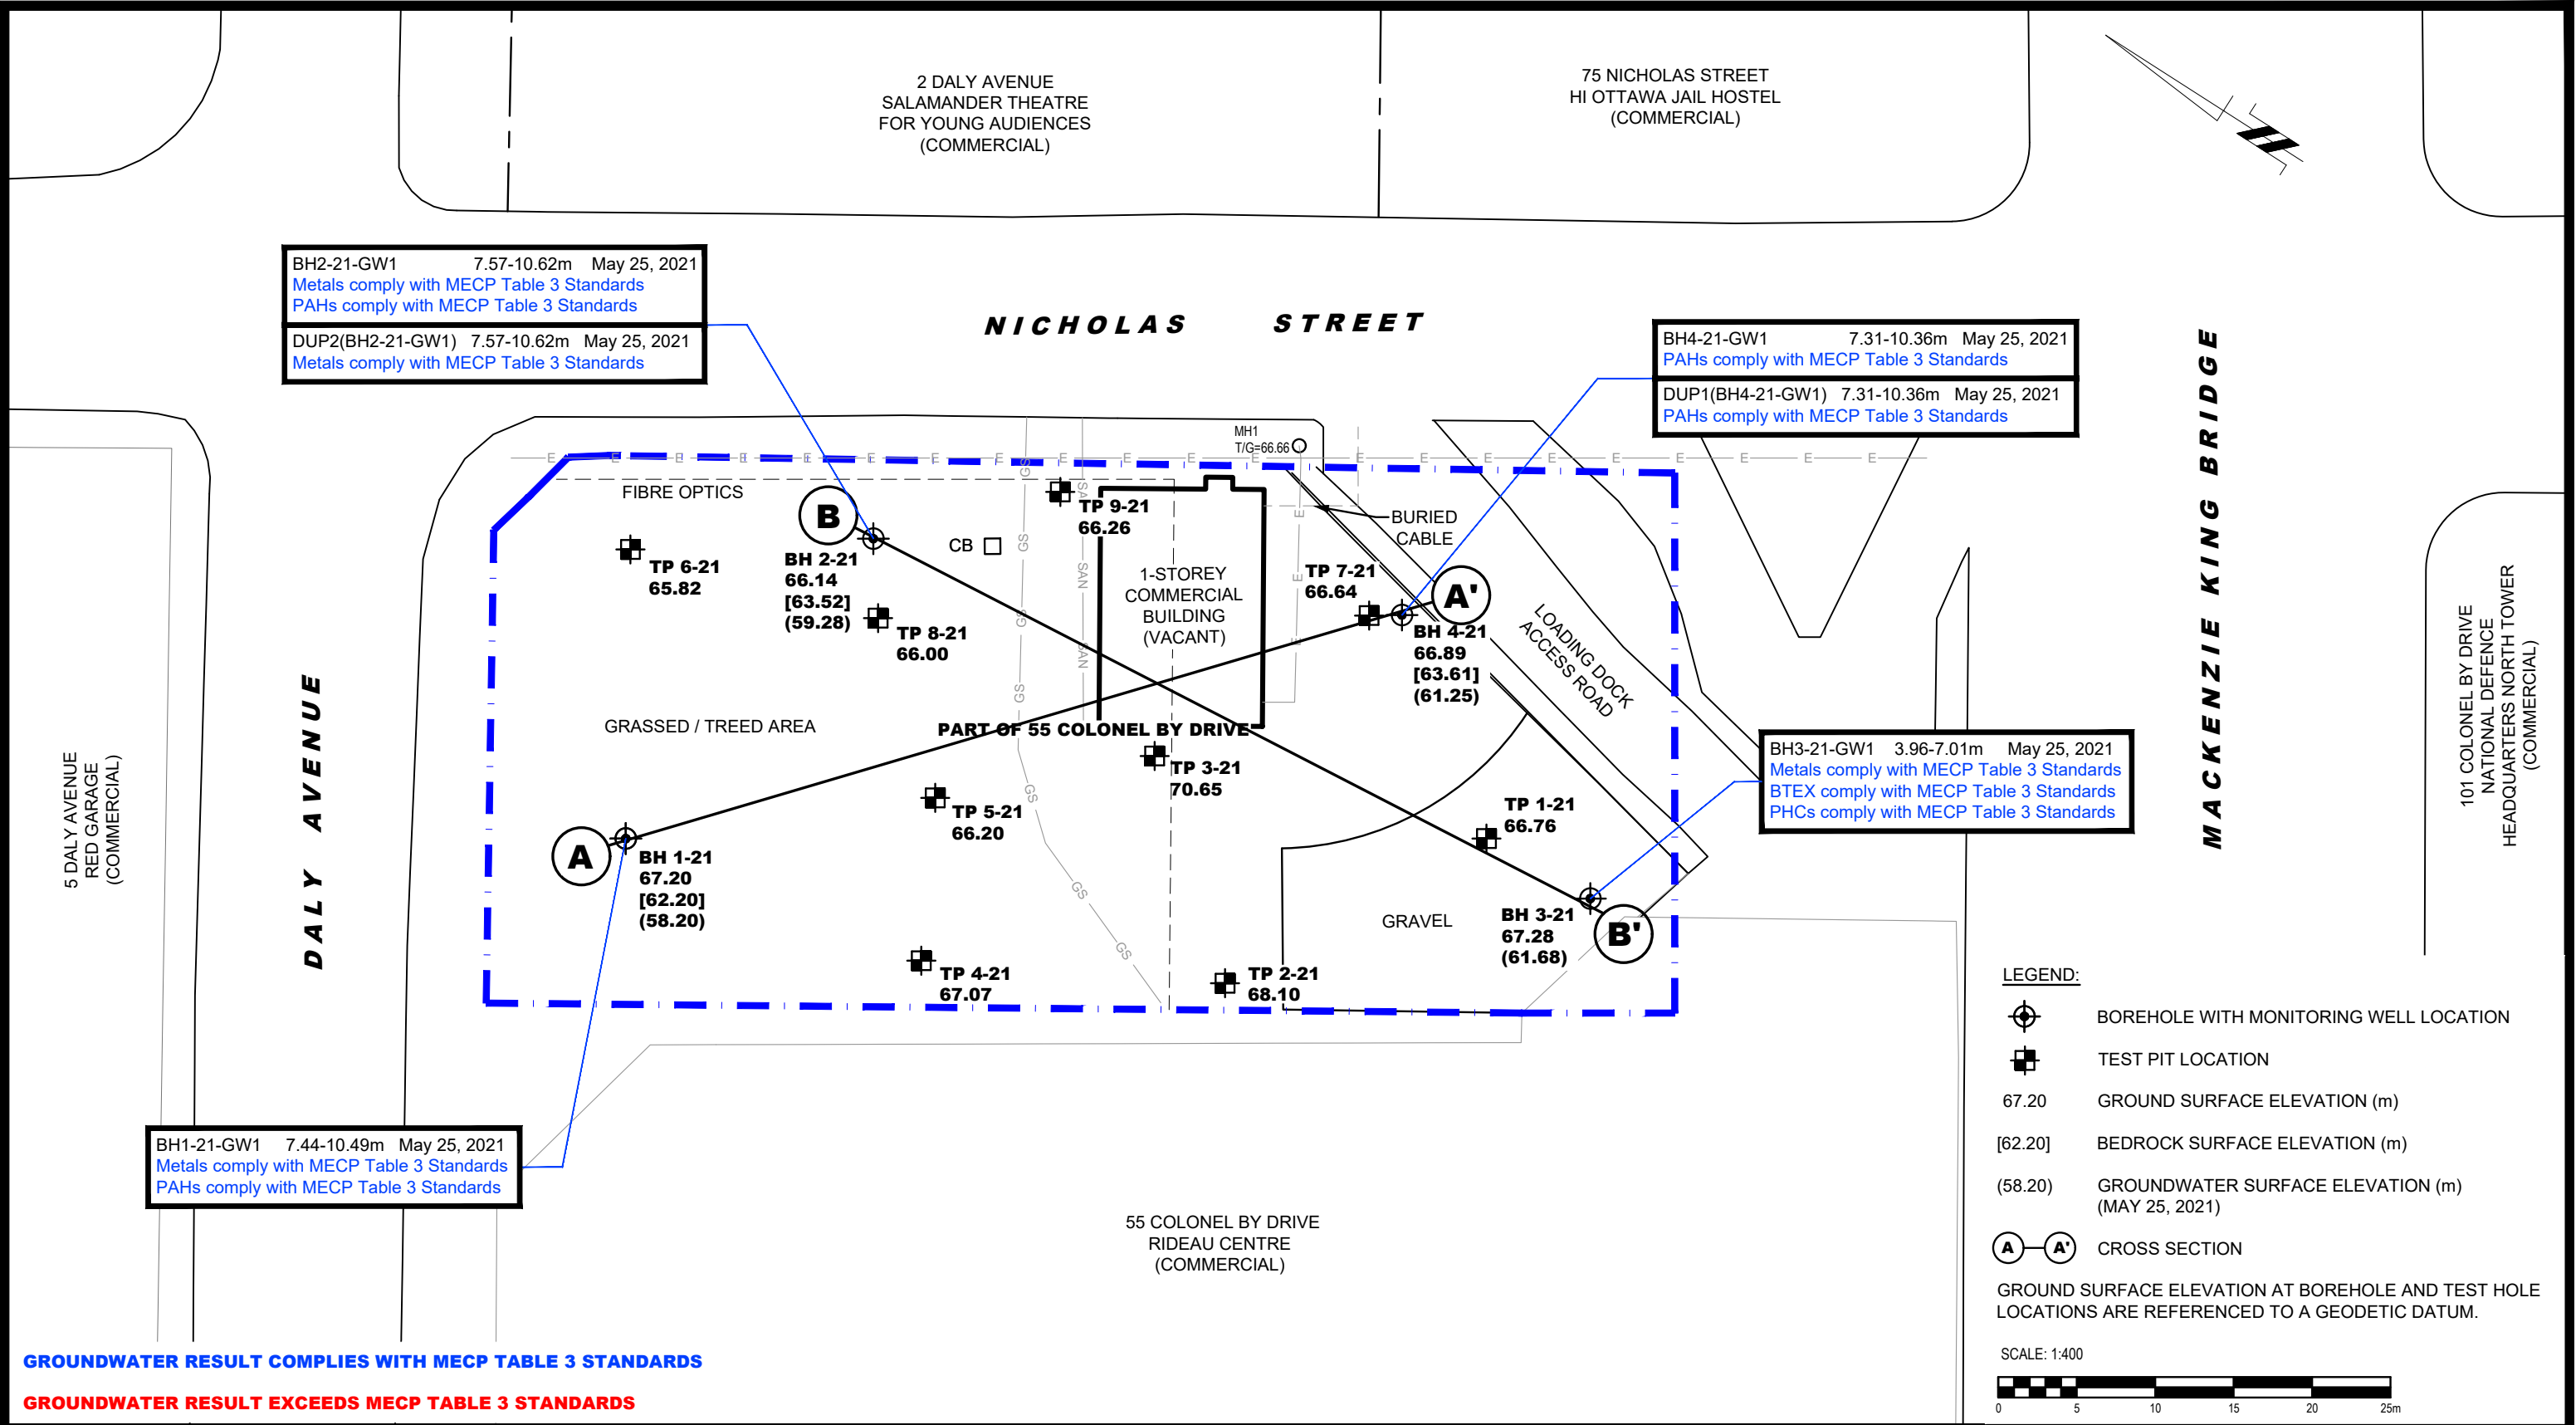 2 DALY AVENUE
SALAMANDER THEATRE
FOR YOUNG AUDIENCES
(COMMERCIAL)
75 NICHOLAS STREET
HI OTTAWA JAIL HOSTEL
(COMMERCIAL)
BH2-21-GW1 7.57-10.62m May 25, 2021
Metals comply with MECP Table 3 Standards
PAHs comply with MECP Table 3 Standards
DUP2(BH2-21-GW1) 7.57-10.62m May 25, 2021
Metals comply with MECP Table 3 Standards
NICHOLAS STREET
BH4-21-GW1 7.31-10.36m May 25, 2021
PAHs comply with MECP Table 3 Standards
DUP1(BH4-21-GW1) 7.31-10.36m May 25, 2021
PAHs comply with MECP Table 3 Standards
MACKENZIE KING BRIDGE
MH1
T/G=66.66
E E E E E E E E E E E E E E E E E E E E E
FIBRE OPTICS
B
TP 9-21
66.26
CB
BURIED
CABLE
TP 6-21
65.82
BH 2-21
66.14
[63.52]
(59.28)
TP 8-21
66.00
GS GS GS GS GS GS GS
SAN SAN SAN
E E E
1-STOREY
COMMERCIAL
BUILDING
(VACANT)
TP 7-21
66.64
A'
BH 4-21
66.89
[63.61]
(61.25)
LOADING DOCK
ACCESS ROAD
101 COLONEL BY DRIVE
NATIONAL DEFENCE
HEADQUARTERS NORTH TOWER
(COMMERCIAL)
GRASSED / TREED AREA
PART OF 55 COLONEL BY DRIVE
DALY AVENUE
5 DALY AVENUE
RED GARAGE
(COMMERCIAL)
TP 3-21
70.65
BH3-21-GW1 3.96-7.01m May 25, 2021
Metals comply with MECP Table 3 Standards
BTEX comply with MECP Table 3 Standards
PHCs comply with MECP Table 3 Standards
TP 5-21
66.20
TP 1-21
66.76
A
BH 1-21
67.20
[62.20]
(58.20)
GRAVEL
BH 3-21
67.28
(61.68)
B'
TP 4-21
67.07
TP 2-21
68.10
BH1-21-GW1 7.44-10.49m May 25, 2021
Metals comply with MECP Table 3 Standards
PAHs comply with MECP Table 3 Standards
55 COLONEL BY DRIVE
RIDEAU CENTRE
(COMMERCIAL)
LEGEND:
BOREHOLE WITH MONITORING WELL LOCATION
TEST PIT LOCATION
67.20 GROUND SURFACE ELEVATION (m)
[62.20] BEDROCK SURFACE ELEVATION (m)
(58.20) GROUNDWATER SURFACE ELEVATION (m)
(MAY 25, 2021)
A A' CROSS SECTION
GROUND SURFACE ELEVATION AT BOREHOLE AND TEST HOLE
LOCATIONS ARE REFERENCED TO A GEODETIC DATUM.
SCALE: 1:400
0 5 10 15 20 25m
GROUNDWATER RESULT COMPLIES WITH MECP TABLE 3 STANDARDS
GROUNDWATER RESULT EXCEEDS MECP TABLE 3 STANDARDS